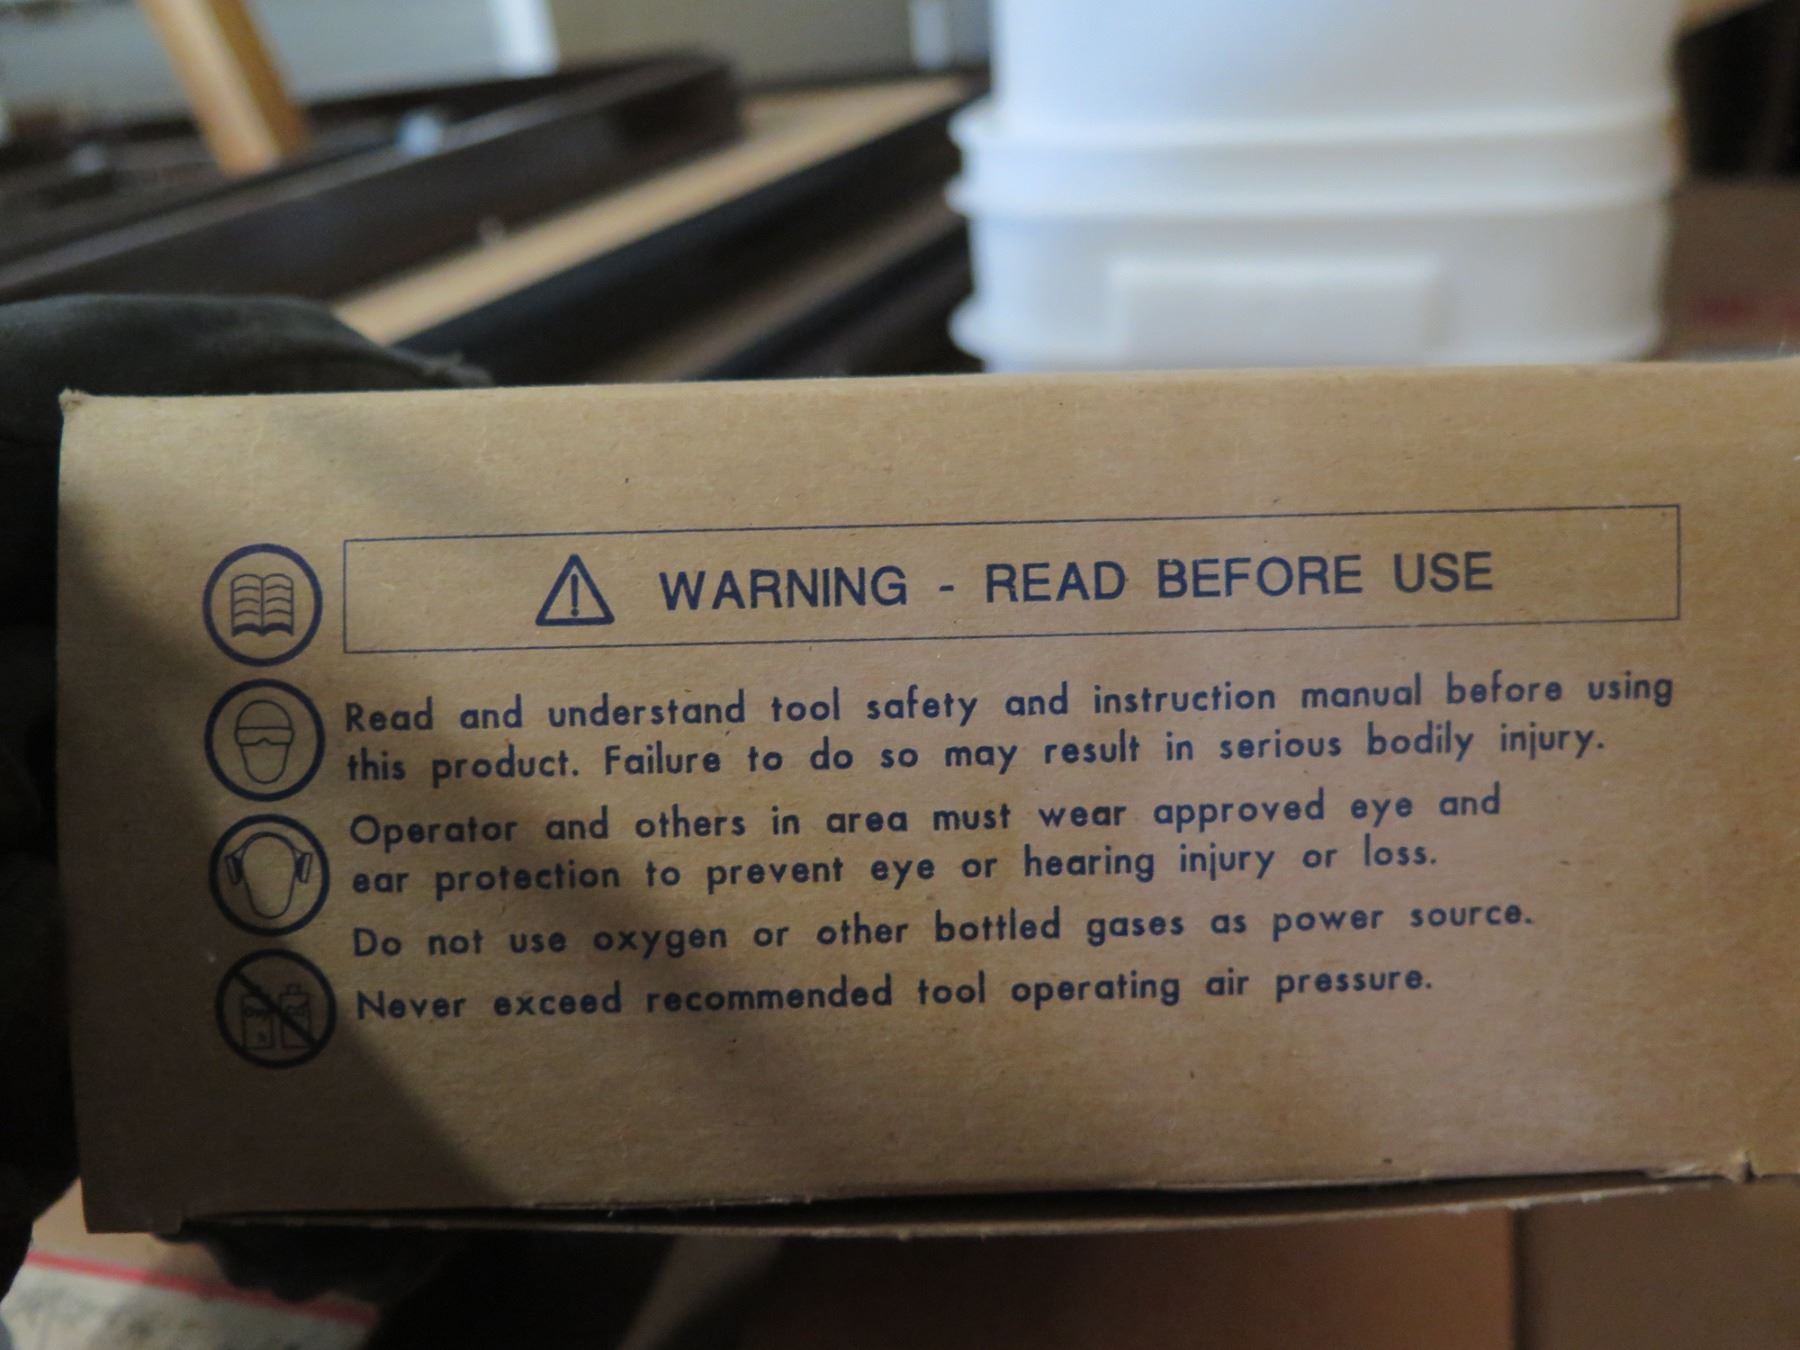 WARNING - READ BEFORE USE
Read and understand tool safety and instruction manual before using
this product. Failure to do so may result in serious bodily injury.
Operator and others in area must wear approved eye and
ear protection to prevent eye or hearing injury or loss.
Do not use oxygen or other bottled gases as power source.
Never exceed recommended tool operating air pressure.